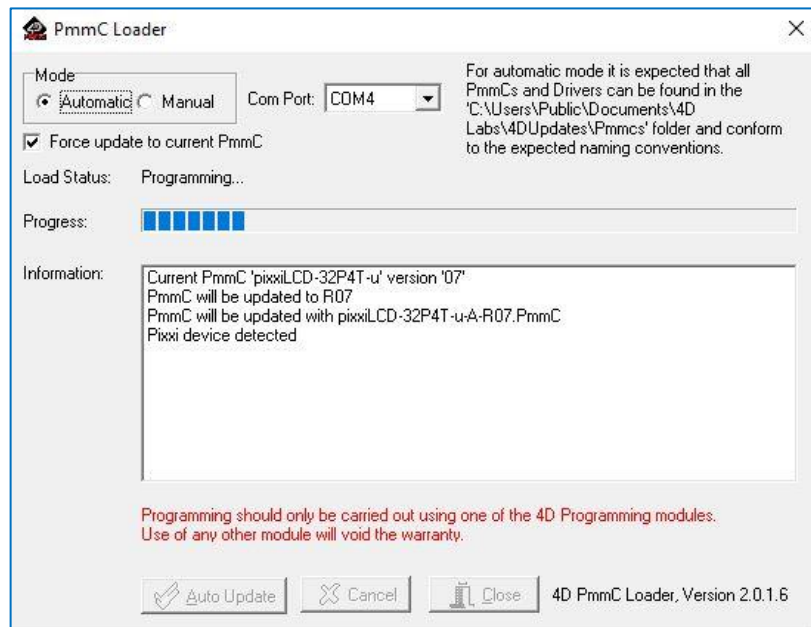 PmmC Loader
Mode
Automatic
Manual
Com Port:
COM4
For automatic mode it is expected that all
PmmCs and Drivers can be found in the
'C:\Users\Public\Documents\4D
Labs\4DUpdates\Pmmcs' folder and conform
to the expected naming conventions.
Force update to current PmmC
Load Status:
Programming...
Progress:
Information:
Current PmmC 'pixxiLCD-32P4T-u' version '07'
PmmC will be updated to R07
PmmC will be updated with pixxiLCD-32P4T-u-A-R07.PmmC
Pixxi device detected
Programming should only be carried out using one of the 4D Programming modules.
Use of any other module will void the warranty.
Auto Update
Cancel
Close
4D PmmC Loader, Version 2.0.1.6